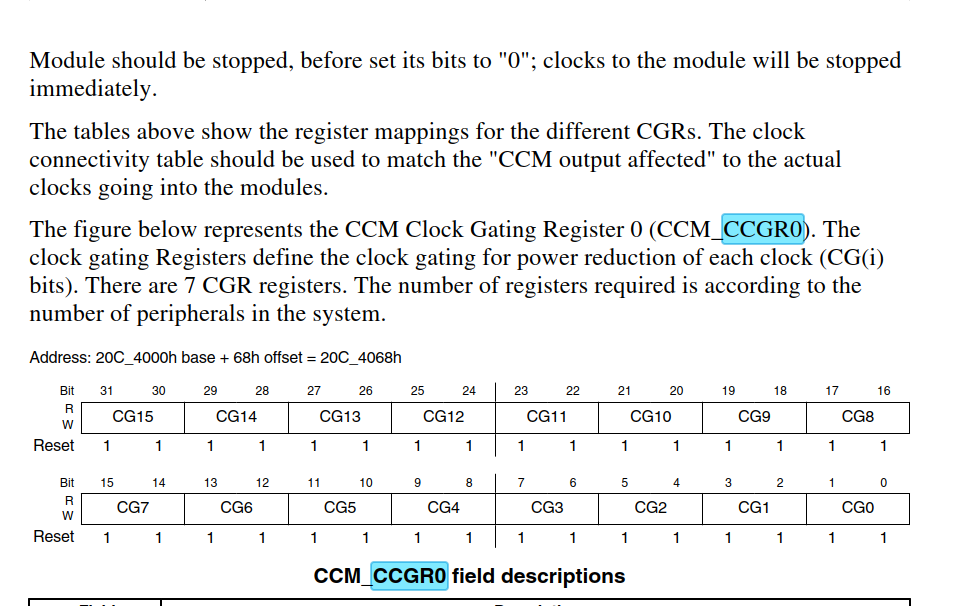 Module should be stopped, before set its bits to "0"; clocks to the module will be stopped
immediately.
The tables above show the register mappings for the different CGRs. The clock
connectivity table should be used to match the "CCM output affected" to the actual
clocks going into the modules.
The figure below represents the CCM Clock Gating Register 0 (CCM_CCGR0). The
clock gating Registers define the clock gating for power reduction of each clock (CG(i)
bits). There are 7 CGR registers. The number of registers required is according to the
number of peripherals in the system.
Address: 20C_4000h base + 68h offset = 20C_4068h
Bit 31 30 29 28 27 26 25 24 23 22 21 20 19 18 17 16
R
W CG15 CG14 CG13 CG12 CG11 CG10 CG9 CG8
Reset 1 1 1 1 1 1 1 1 1 1 1 1 1 1 1 1
Bit 15 14 13 12 11 10 9 8 7 6 5 4 3 2 1 0
R
W CG7 CG6 CG5 CG4 CG3 CG2 CG1 CG0
Reset 1 1 1 1 1 1 1 1 1 1 1 1 1 1 1 1
CCM_CCGR0 field descriptions